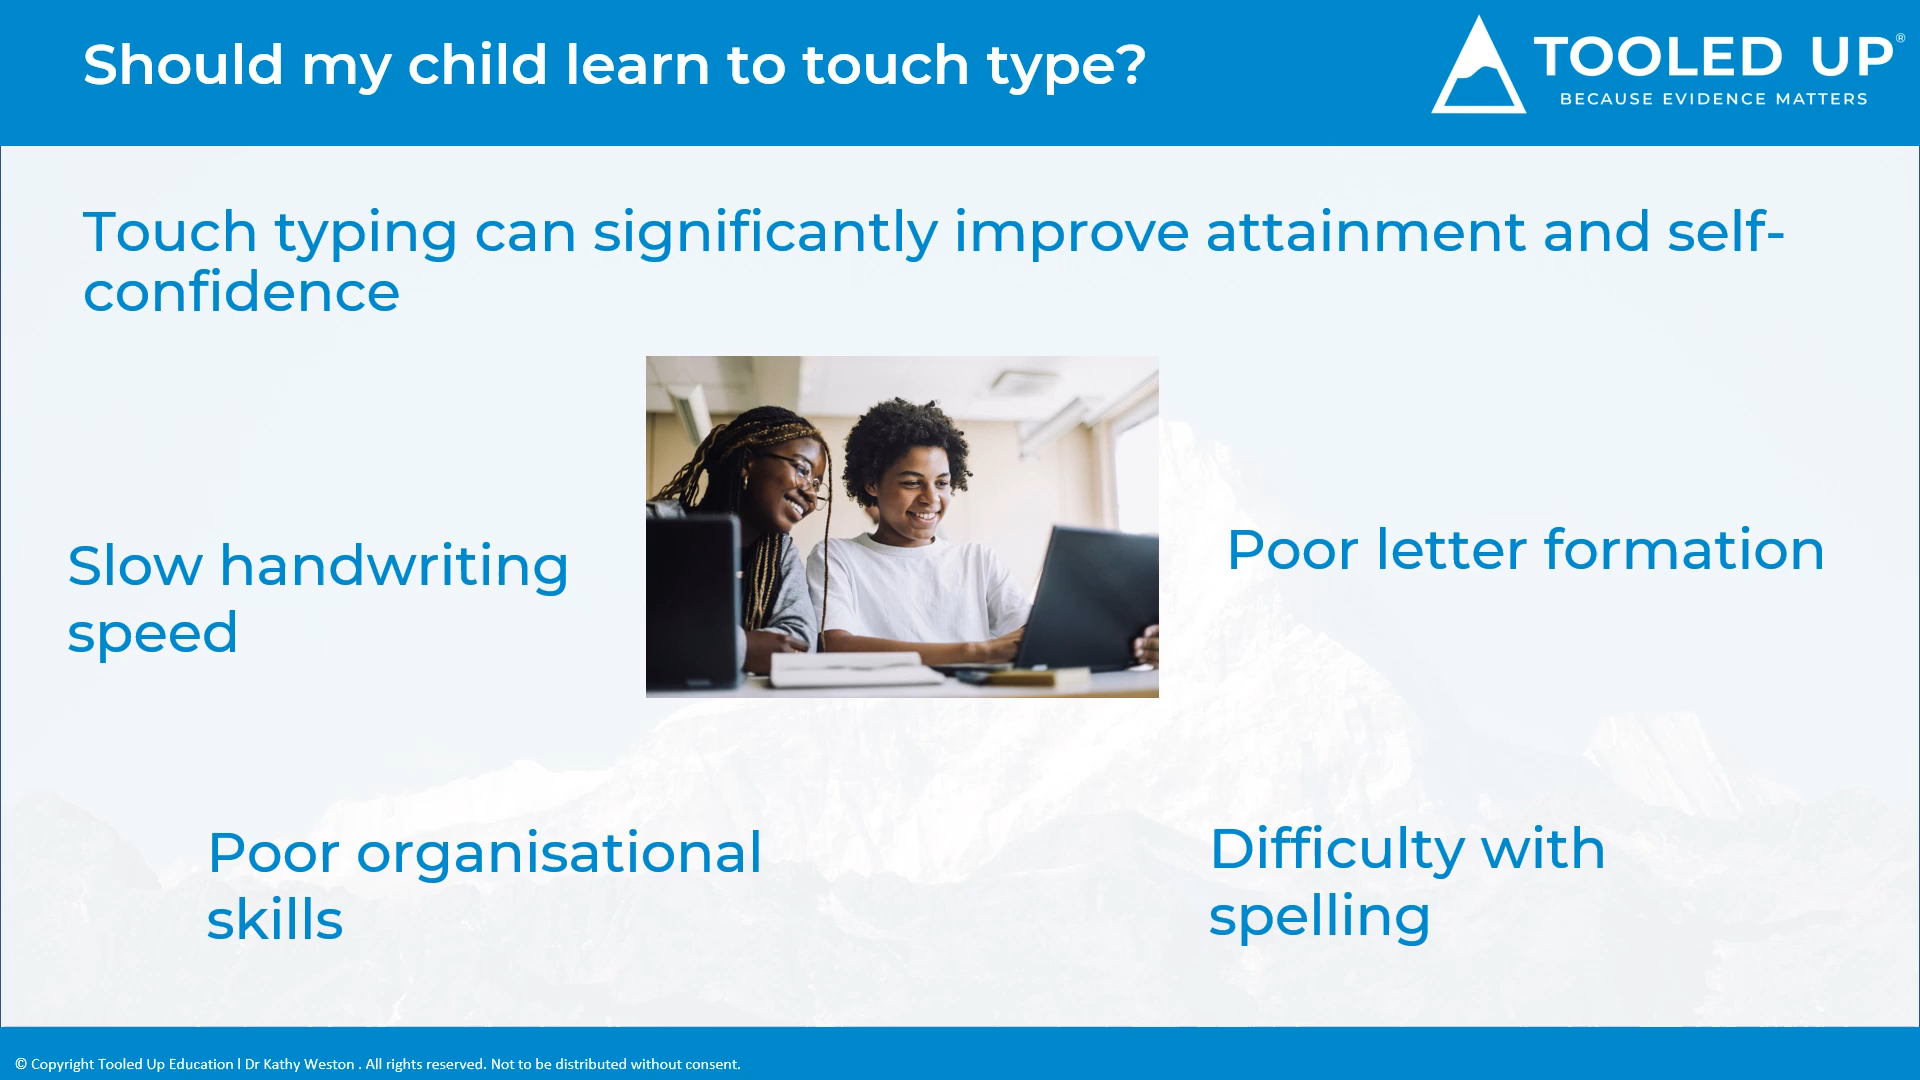 Should my child learn to touch type?
TOOLED UP®
BECAUSE EVIDENCE MATTERS
Touch typing can significantly improve attainment and self-
confidence
Slow handwriting
speed
Poor letter formation
Poor organisational
skills
Difficulty with
spelling
© Copyright Tooled Up Education l Dr Kathy Weston . All rights reserved. Not to be distributed without consent.